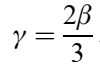 γ = 2β/3.